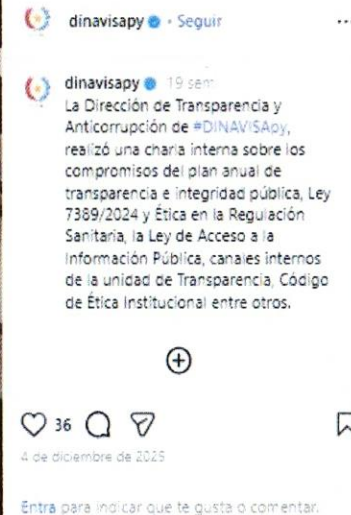 dinavisapy • Seguir
dinavisapy 19 sem
La Dirección de Transparencia y
Anticorrupción de #DINAVISApy,
realizó una charla interna sobre los
compromisos del plan anual de
transparencia e integridad pública, Ley
7389/2024 y Ética en la Regulación
Sanitaria, la Ley de Acceso a la
Información Pública, canales internos
de la unidad de Transparencia, Código
de Ética Institucional entre otros.
36
4 de diciembre de 2025
Entra para indicar que te gusta o comentar.